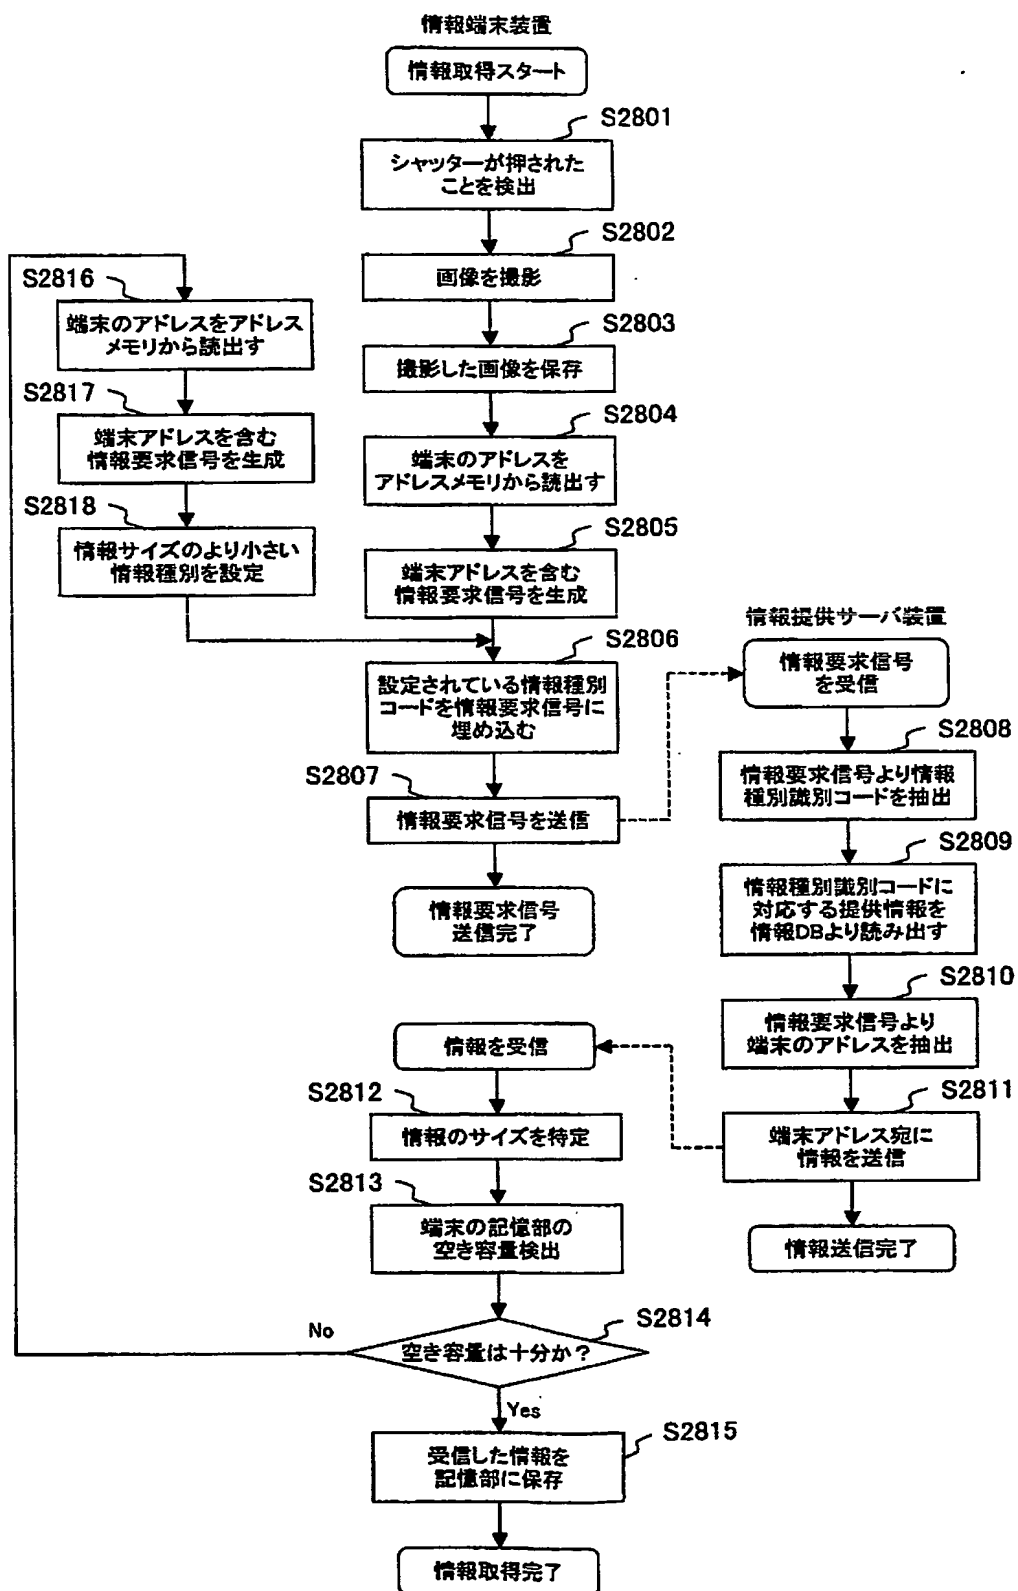 情報端末装置
情報取得スタート
S2801
シャッターが押された
ことを検出
S2802
画像を撮影
S2803
撮影した画像を保存
S2804
端末のアドレスを
アドレスメモリから読出す
S2805
端末アドレスを含む
情報要求信号を生成
S2816
端末のアドレスをアドレス
メモリから読出す
S2817
端末アドレスを含む
情報要求信号を生成
S2818
情報サイズのより小さい
情報種別を設定
S2806
設定されている情報種別
コードを情報要求信号に
埋め込む
S2807
情報要求信号を送信
情報要求信号
送信完了
情報提供サーバ装置
情報要求信号
を受信
S2808
情報要求信号より情報
種別識別コードを抽出
S2809
情報種別識別コードに
対応する提供情報を
情報DBより読み出す
S2810
情報要求信号より
端末のアドレスを抽出
S2811
端末アドレス宛に
情報を送信
情報送信完了
情報を受信
S2812
情報のサイズを特定
S2813
端末の記憶部の
空き容量検出
S2814
空き容量は十分か？
No
Yes
S2815
受信した情報を
記憶部に保存
情報取得完了